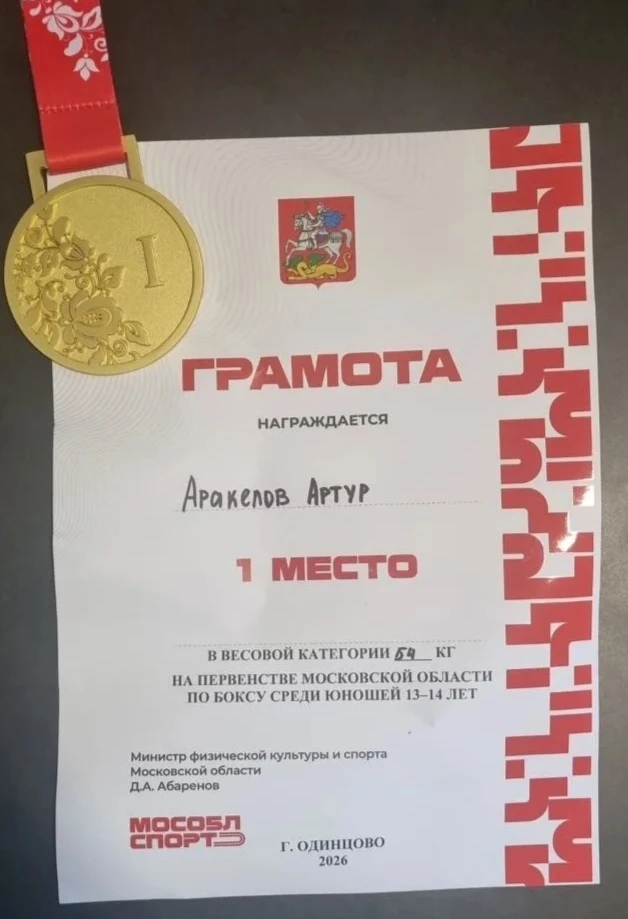 I
ГРАМОТА
НАГРАЖДАЕТСЯ
Аракелов Артур
1 МЕСТО
В ВЕСОВОЙ КАТЕГОРИИ 54 КГ
НА ПЕРВЕНСТВЕ МОСКОВСКОЙ ОБЛАСТИ
ПО БОКСУ СРЕДИ ЮНОШЕЙ 13–14 ЛЕТ
Министр физической культуры и спорта
Московской области
Д.А. Абаренов
МОСОБЛ
СПОРТ
Г. ОДИНЦОВО
2026